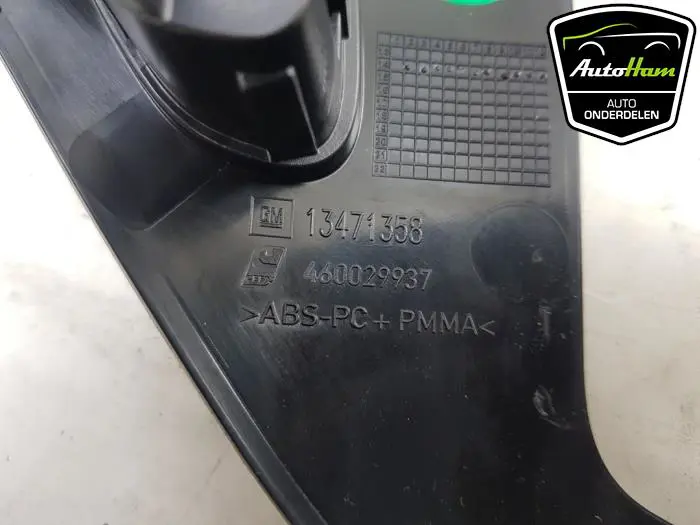 AutoHam
AUTO
ONDERDELEN
GM 13471358
460029937
>ABS-PC+PMMA<